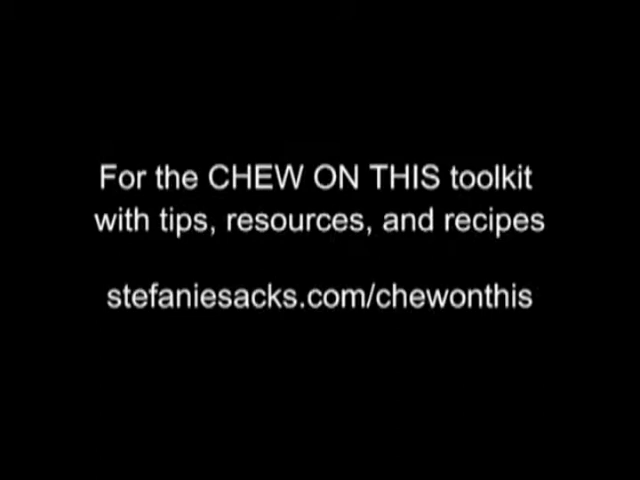 For the CHEW ON THIS toolkit
with tips, resources, and recipes
stefaniesacks.com/chewonthis